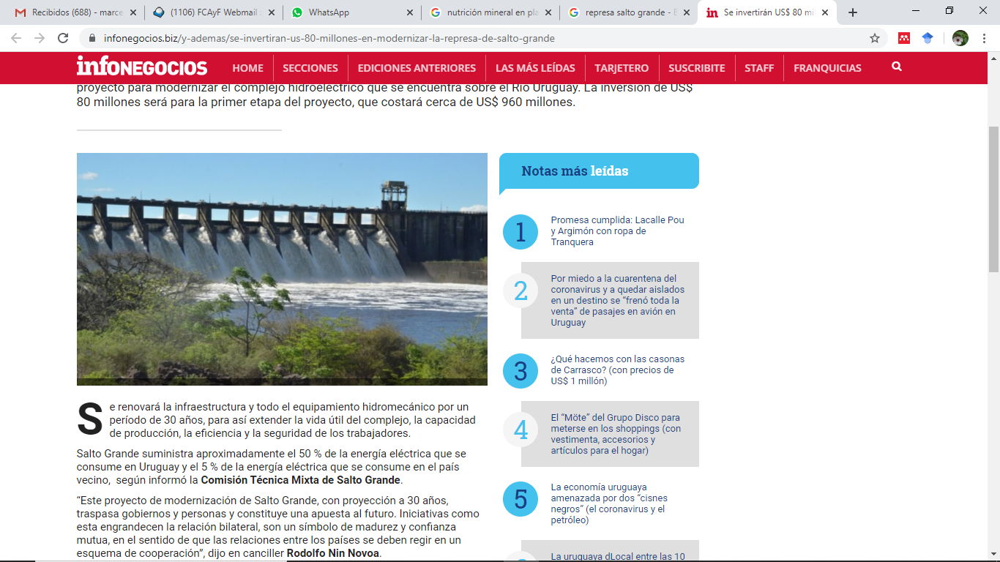 Recibidos (688) - marce
(1106) FCAyF Webmail :
WhatsApp
nutrición mineral en pla
represa salto grande - B
Se invertirán US$ 80 mi
infonegocios.biz/y-ademas/se-invertiran-us-80-millones-en-modernizar-la-represa-de-salto-grande
infoNEGOCIOS
HOME
SECCIONES
EDICIONES ANTERIORES
LAS MÁS LEÍDAS
TARJETERO
SUSCRIBITE
STAFF
FRANQUICIAS
proyecto para modernizar el complejo hidroeléctrico que se encuentra sobre el Río Uruguay. La inversión de US$
80 millones será para la primer etapa del proyecto, que costará cerca de US$ 960 millones.
Se renovará la infraestructura y todo el equipamiento hidromecánico por un
período de 30 años, para así extender la vida útil del complejo, la capacidad
de producción, la eficiencia y la seguridad de los trabajadores.
Salto Grande suministra aproximadamente el 50 % de la energía eléctrica que se
consume en Uruguay y el 5 % de la energía eléctrica que se consume en el país
vecino, según informó la Comisión Técnica Mixta de Salto Grande.
“Este proyecto de modernización de Salto Grande, con proyección a 30 años,
traspasa gobiernos y personas y constituye una apuesta al futuro. Iniciativas como
esta engrandecen la relación bilateral, son un símbolo de madurez y confianza
mutua, en el sentido de que las relaciones entre los países se deben regir en un
esquema de cooperación”, dijo en canciller Rodolfo Nin Novoa.
Notas más leídas
1
Promesa cumplida: Lacalle Pou
y Argimón con ropa de
Tranquera
2
Por miedo a la cuarentena del
coronavirus y a quedar aislados
en un destino se “frenó toda la
venta” de pasajes en avión en
Uruguay
3
¿Qué hacemos con las casonas
de Carrasco? (con precios de
US$ 1 millón)
4
El “Möte” del Grupo Disco para
meterse en los shoppings (con
vestimenta, accesorios y
artículos para el hogar)
5
La economía uruguaya
amenazada por dos “cisnes
negros” (el coronavirus y el
petróleo)
La uruguaya dLocal entre las 10